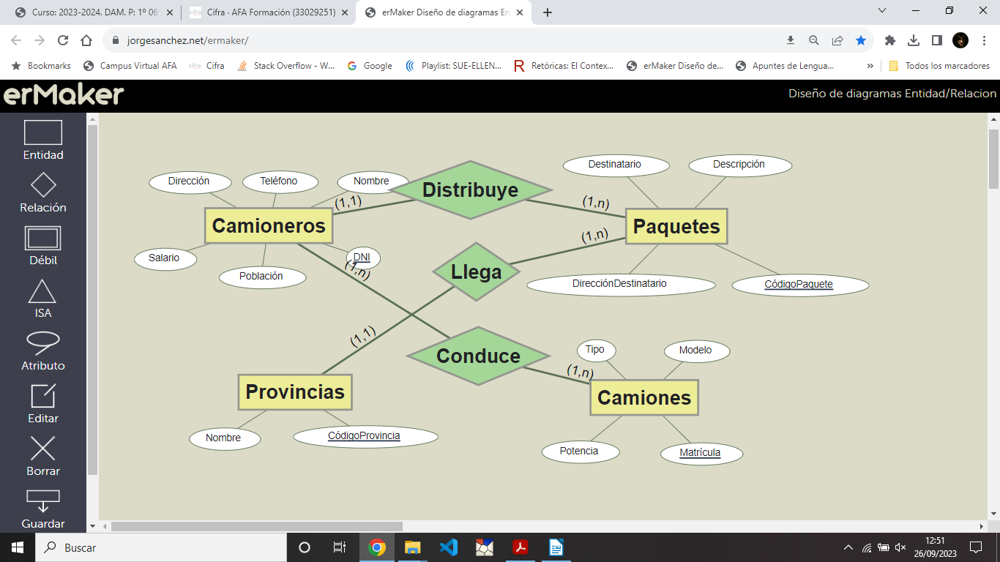 Curso: 2023-2024. DAM. P: 1º 06
Cifra · AFA Formación (33029251)
erMaker Diseño de diagramas En
jorgesanchez.net/ermaker/
Bookmarks
Campus Virtual AFA
Cifra
Stack Overflow - W...
Google
Playlist: SUE-ELLEN...
Retóricas: El Contex...
erMaker Diseño de...
Apuntes de Lengua...
»
Todos los marcadores
erMaker
Diseño de diagramas Entidad/Relacion
Entidad
Relación
Débil
ISA
Atributo
Editar
Borrar
Guardar
Dirección
Teléfono
Nombre
Distribuye
Destinatario
Descripción
(1,1)
(1,n)
Camioneros
Paquetes
(1,n)
Salario
DNI
Población
(1,n)
Llega
DirecciónDestinatario
CódigoPaquete
(1,1)
Conduce
Tipo
Modelo
(1,n)
Provincias
Camiones
Nombre
CódigoProvincia
Potencia
Matrícula
Buscar
12:51
26/09/2023